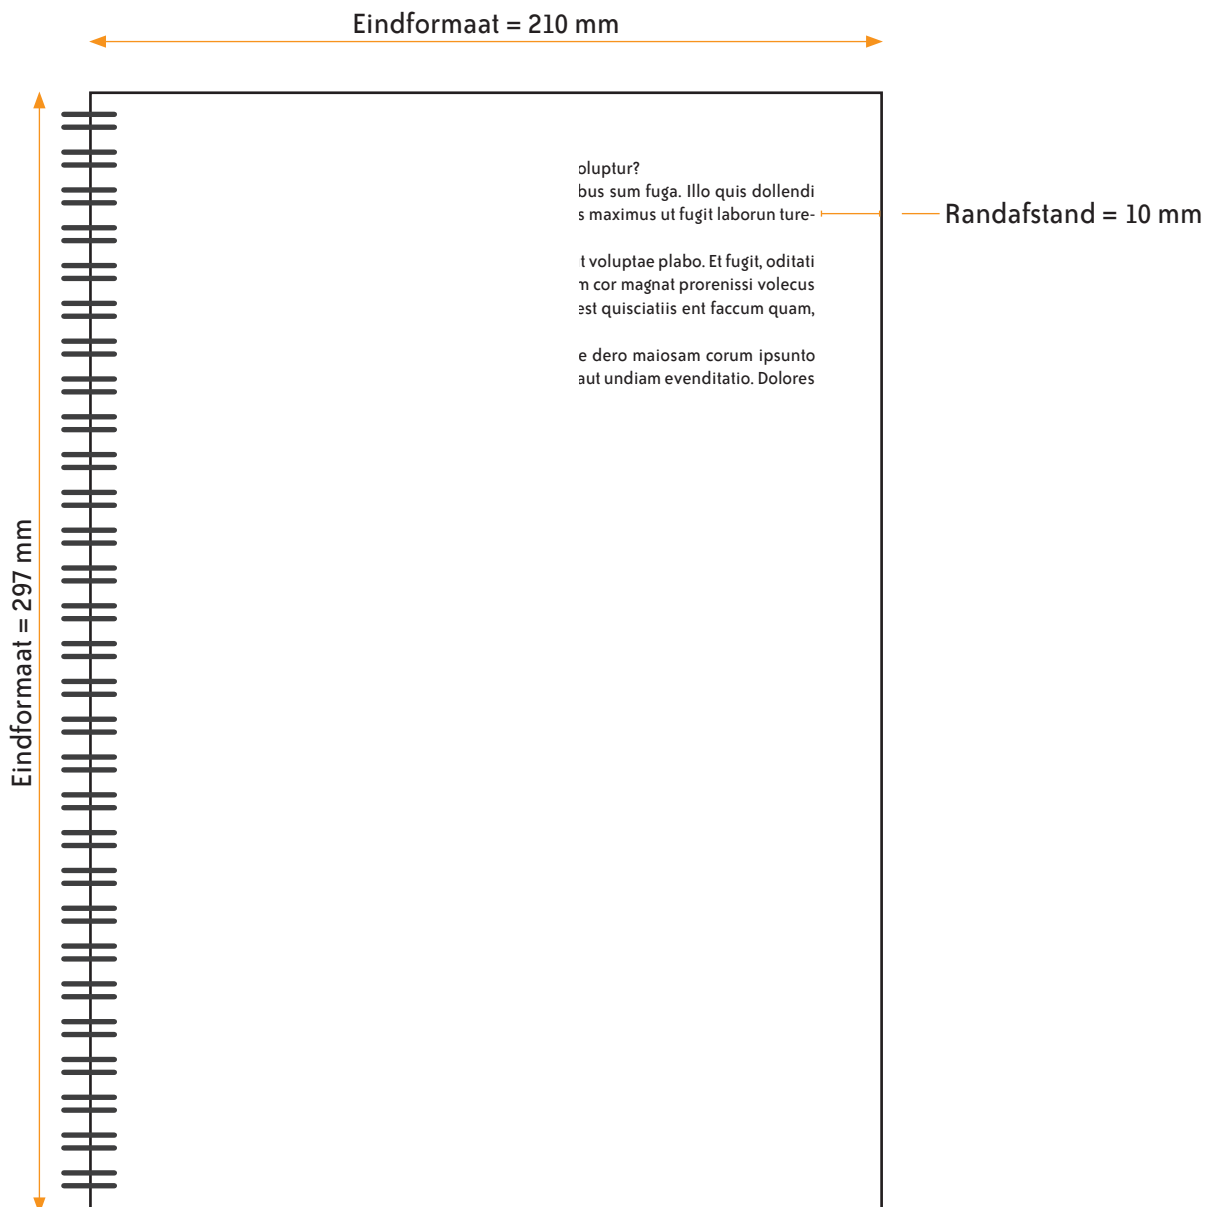 Eindformaat = 210 mm
oluptur?
bus sum fuga. Illo quis dollendi
s maximus ut fugit laborun ture-
Randafstand = 10 mm
t voluptae plabo. Et fugit, oditati
m cor magnat prorenissi volecus
est quisciatiis ent faccum quam,
e dero maiosam corum ipsunto
aut undiam evenditatio. Dolores
Eindformaat = 297 mm